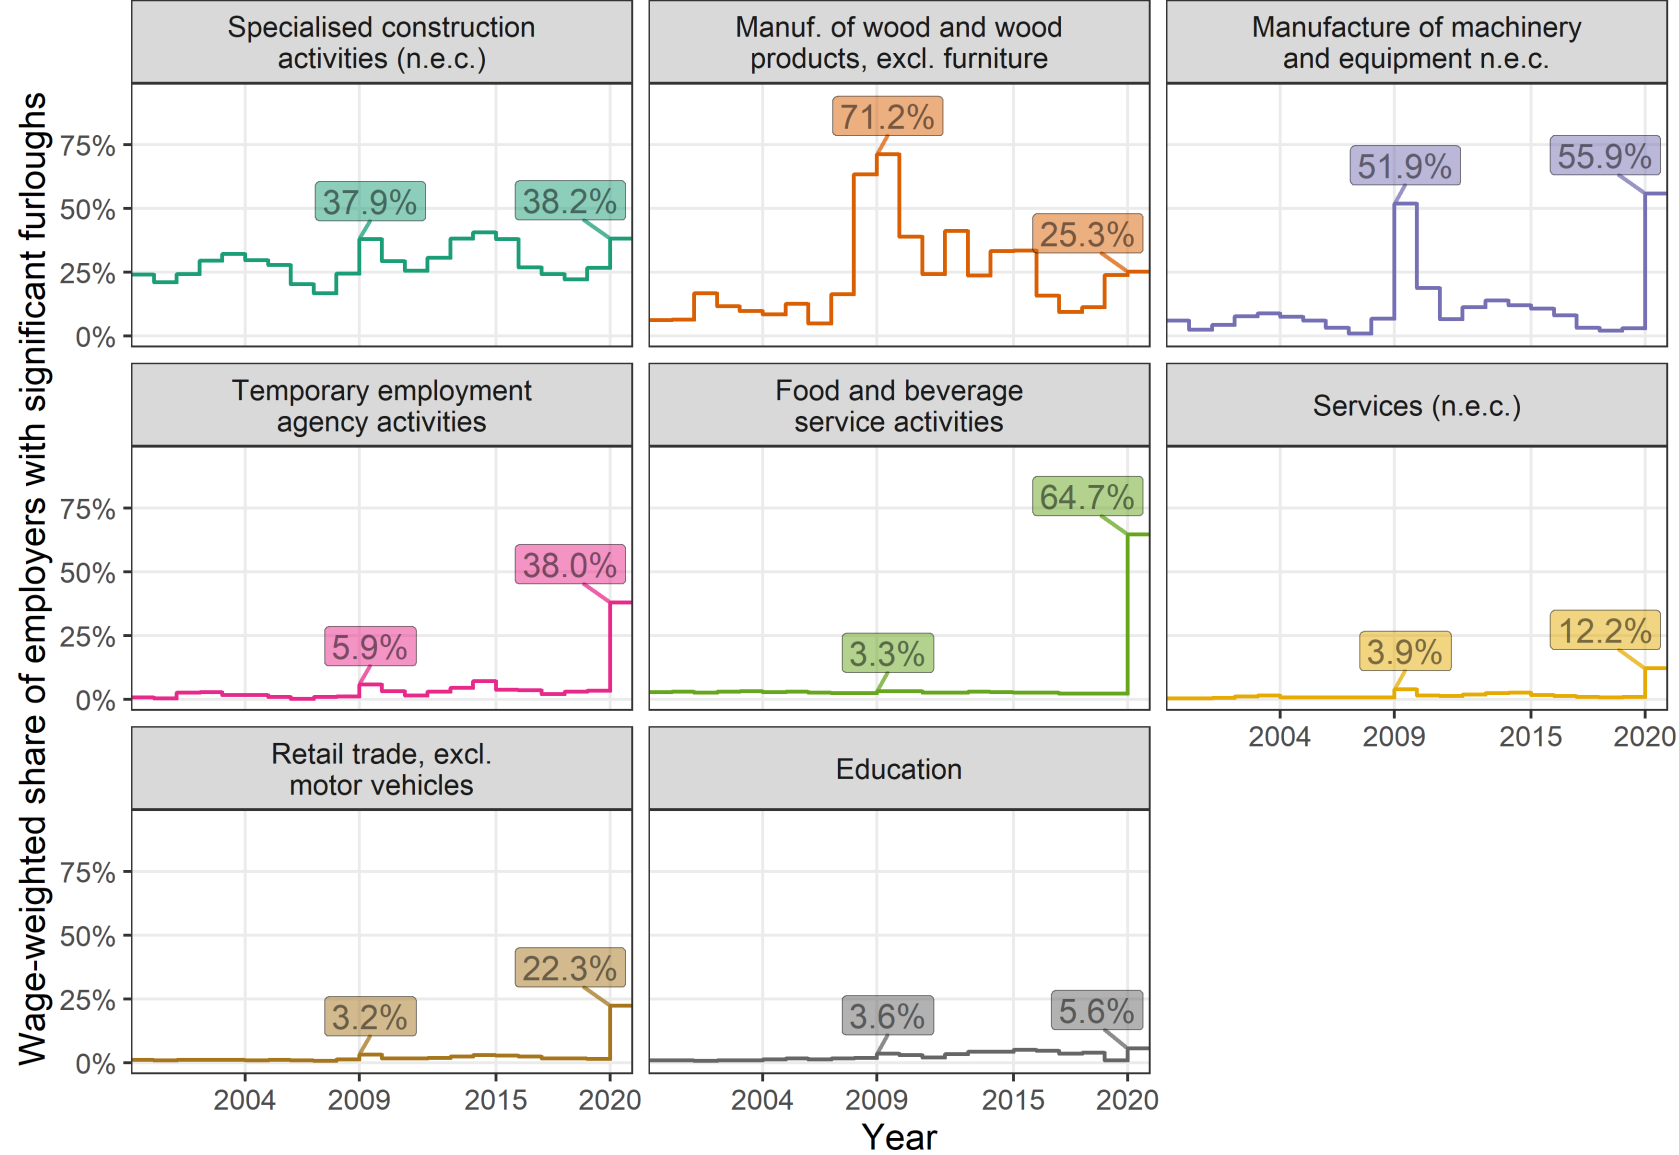 Wage-weighted share of employers with significant furloughs
Specialised construction
activities (n.e.c.)
Manuf. of wood and wood
products, excl. furniture
Manufacture of machinery
and equipment n.e.c.
75%
50%
25%
0%
37.9%
38.2%
71.2%
25.3%
51.9%
55.9%
Temporary employment
agency activities
Food and beverage
service activities
Services (n.e.c.)
75%
50%
25%
0%
5.9%
38.0%
3.3%
64.7%
3.9%
12.2%
2004 2009 2015 2020
Retail trade, excl.
motor vehicles
Education
75%
50%
25%
0%
3.2%
22.3%
3.6%
5.6%
2004 2009 2015 2020
2004 2009 2015 2020
Year